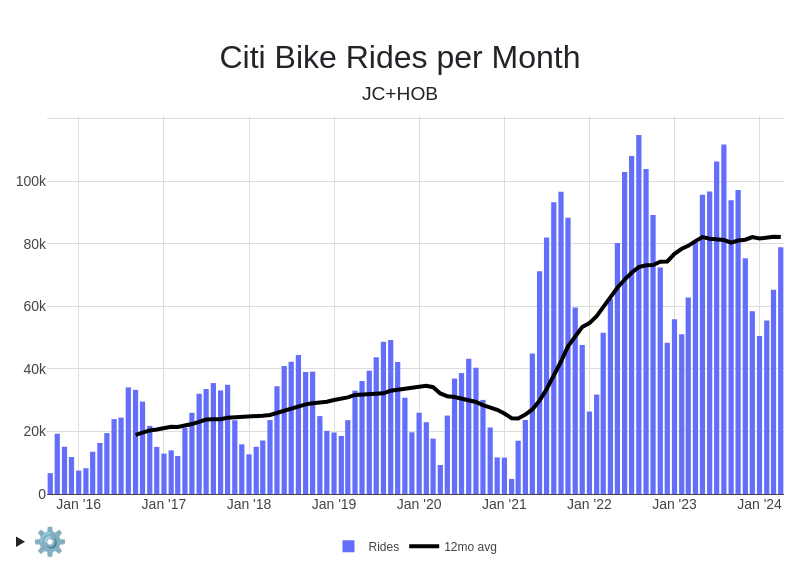 Citi Bike Rides per Month
JC+HOB
100k
80k
60k
40k
20k
0
Jan '16 Jan '17 Jan '18 Jan '19 Jan '20 Jan '21 Jan '22 Jan '23 Jan '24
Rides 12mo avg